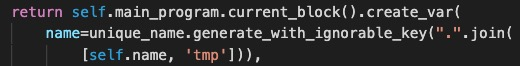 return self.main_program.current_block().create_var(
    name=unique_name.generate_with_ignorable_key(".".join(
        [self.name, 'tmp'])),